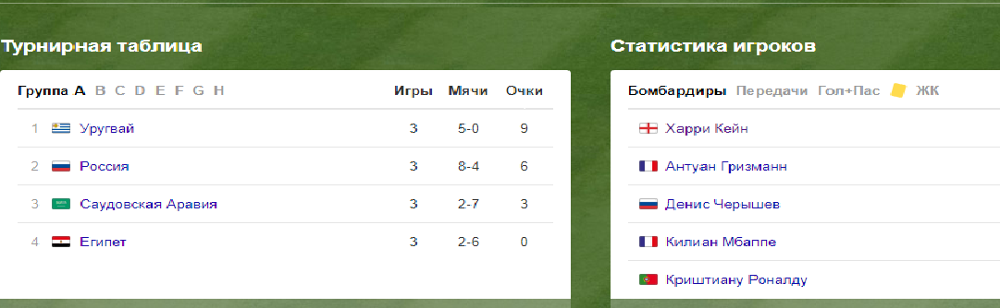 Турнирная таблица
Группа A B C D E F G H Игры Мячи Очки
1 Уругвай 3 5-0 9
2 Россия 3 8-4 6
3 Саудовская Аравия 3 2-7 3
4 Египет 3 2-6 0
Статистика игроков
Бомбардиры Передачи Гол+Пас ЖК
Харри Кейн
Антуан Гризманн
Денис Черышев
Килиан Мбаппе
Криштиану Роналду